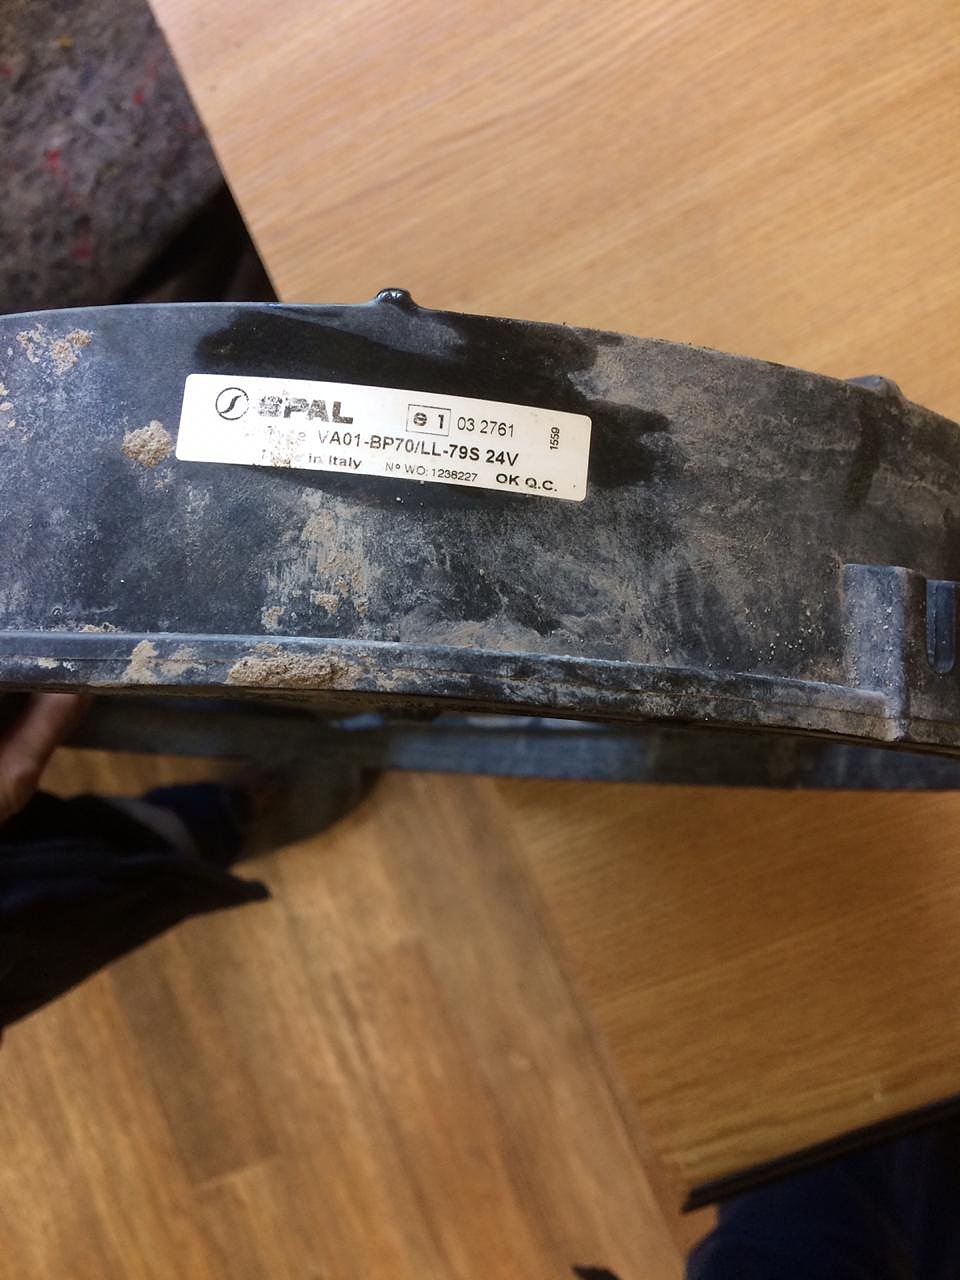 SPAL e 1 03 2761
VA01-BP70/LL-79S 24V
in Italy Nº WO: 1238227 OK Q.C.
1559